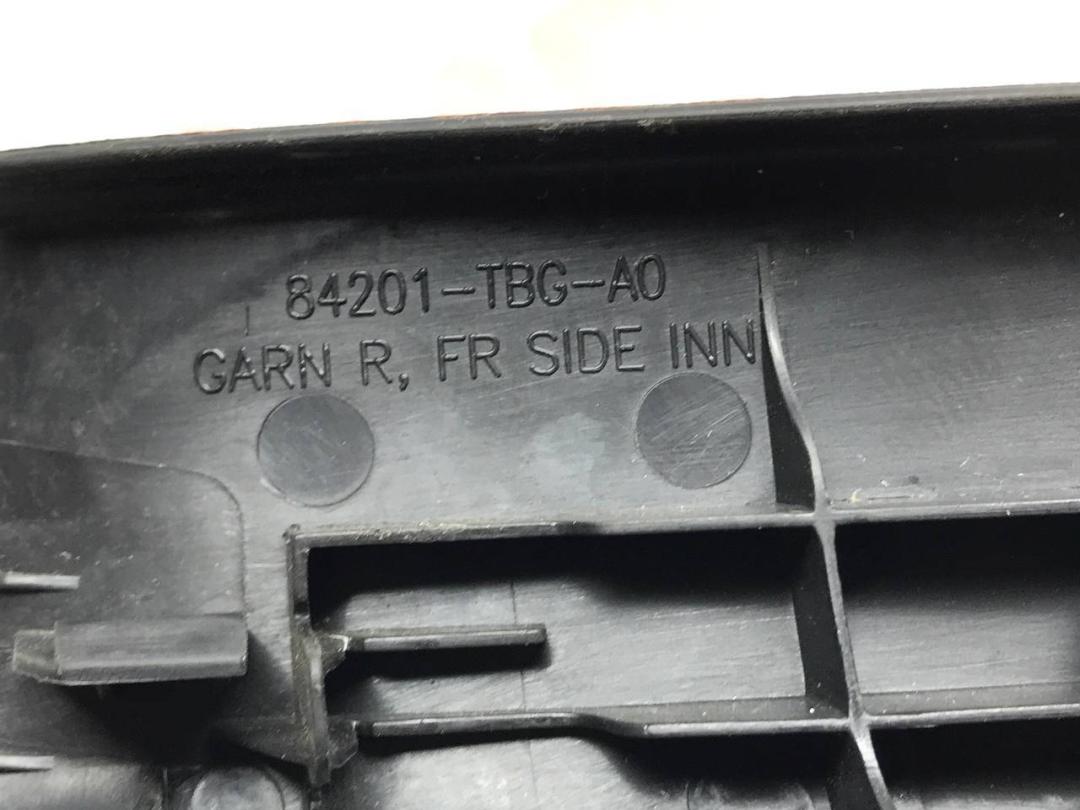 84201-TBG-A0
GARN R, FR SIDE INN